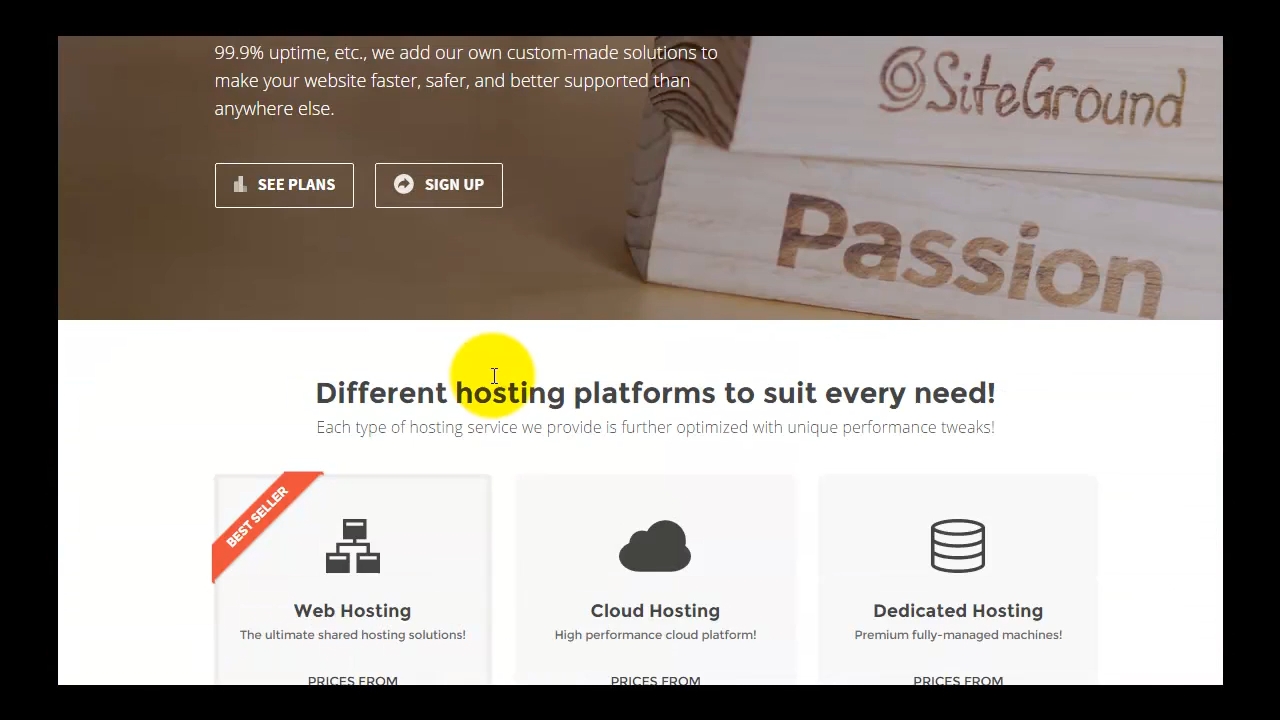 99.9% uptime, etc., we add our own custom-made solutions to
make your website faster, safer, and better supported than
anywhere else.
@SiteGround
Passion
SEE PLANS
SIGN UP
Different hosting platforms to suit every need!
Each type of hosting service we provide is further optimized with unique performance tweaks!
BEST SELLER
Web Hosting
The ultimate shared hosting solutions!
PRICES FROM
Cloud Hosting
High performance cloud platform!
PRICES FROM
Dedicated Hosting
Premium fully-managed machines!
PRICES FROM